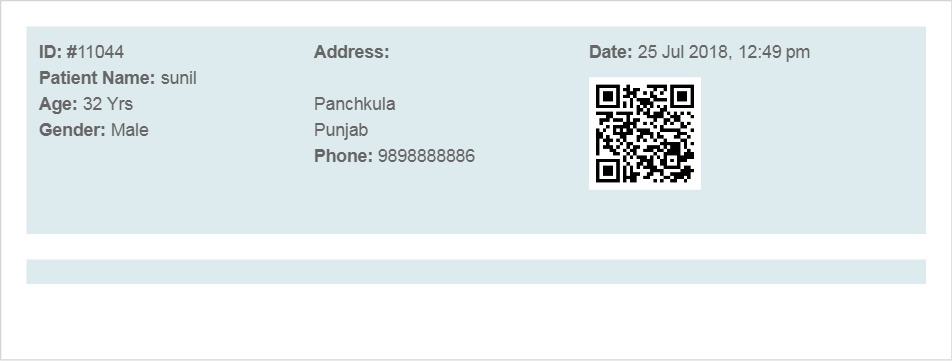 ID: #11044
Patient Name: sunil
Age: 32 Yrs
Gender: Male
Address:
Panchkula
Punjab
Phone: 9898888886
Date: 25 Jul 2018, 12:49 pm